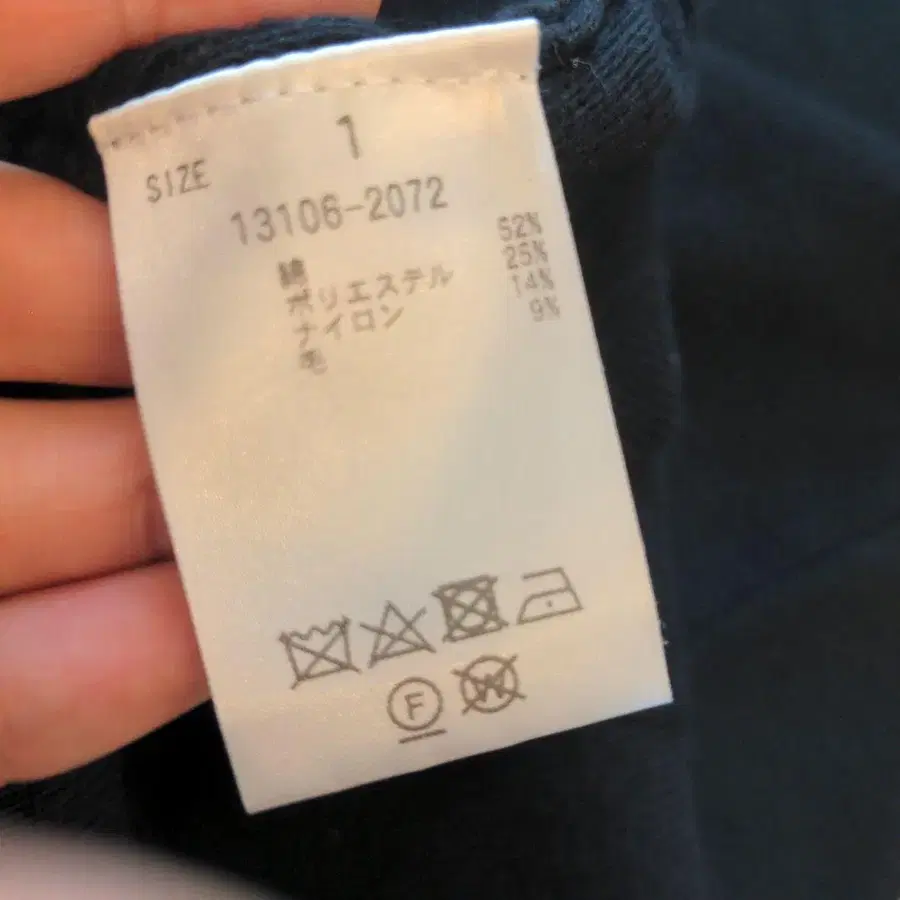 SIZE 1
13106-2072
綿 52%
ポリエステル 25%
ナイロン 14%
毛 9%
F W